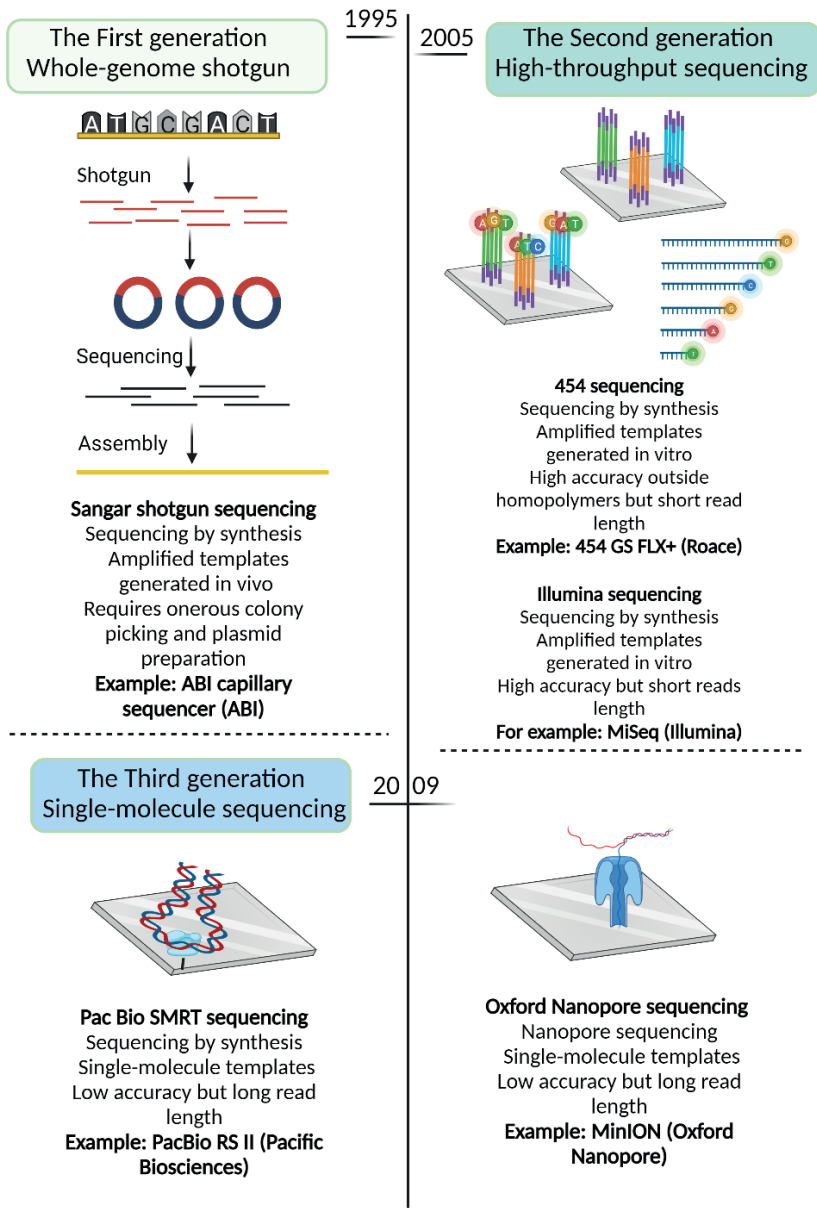 1995
The First generation
Whole-genome shotgun
A T G C G A C T
Shotgun
Sequencing
Assembly
Sangar shotgun sequencing
Sequencing by synthesis
Amplified templates
generated in vivo
Requires onerous colony
picking and plasmid
preparation
Example: ABI capillary
sequencer (ABI)
2005
The Second generation
High-throughput sequencing
A G T
G A T
A T C
G
T
C
G
A
T
454 sequencing
Sequencing by synthesis
Amplified templates
generated in vitro
High accuracy outside
homopolymers but short read
length
Example: 454 GS FLX+ (Roace)
Illumina sequencing
Sequencing by synthesis
Amplified templates
generated in vitro
High accuracy but short reads
length
For example: MiSeq (Illumina)
2009
The Third generation
Single-molecule sequencing
Pac Bio SMRT sequencing
Sequencing by synthesis
Single-molecule templates
Low accuracy but long read
length
Example: PacBio RS II (Pacific
Biosciences)
Oxford Nanopore sequencing
Nanopore sequencing
Single-molecule templates
Low accuracy but long read
length
Example: MinION (Oxford
Nanopore)